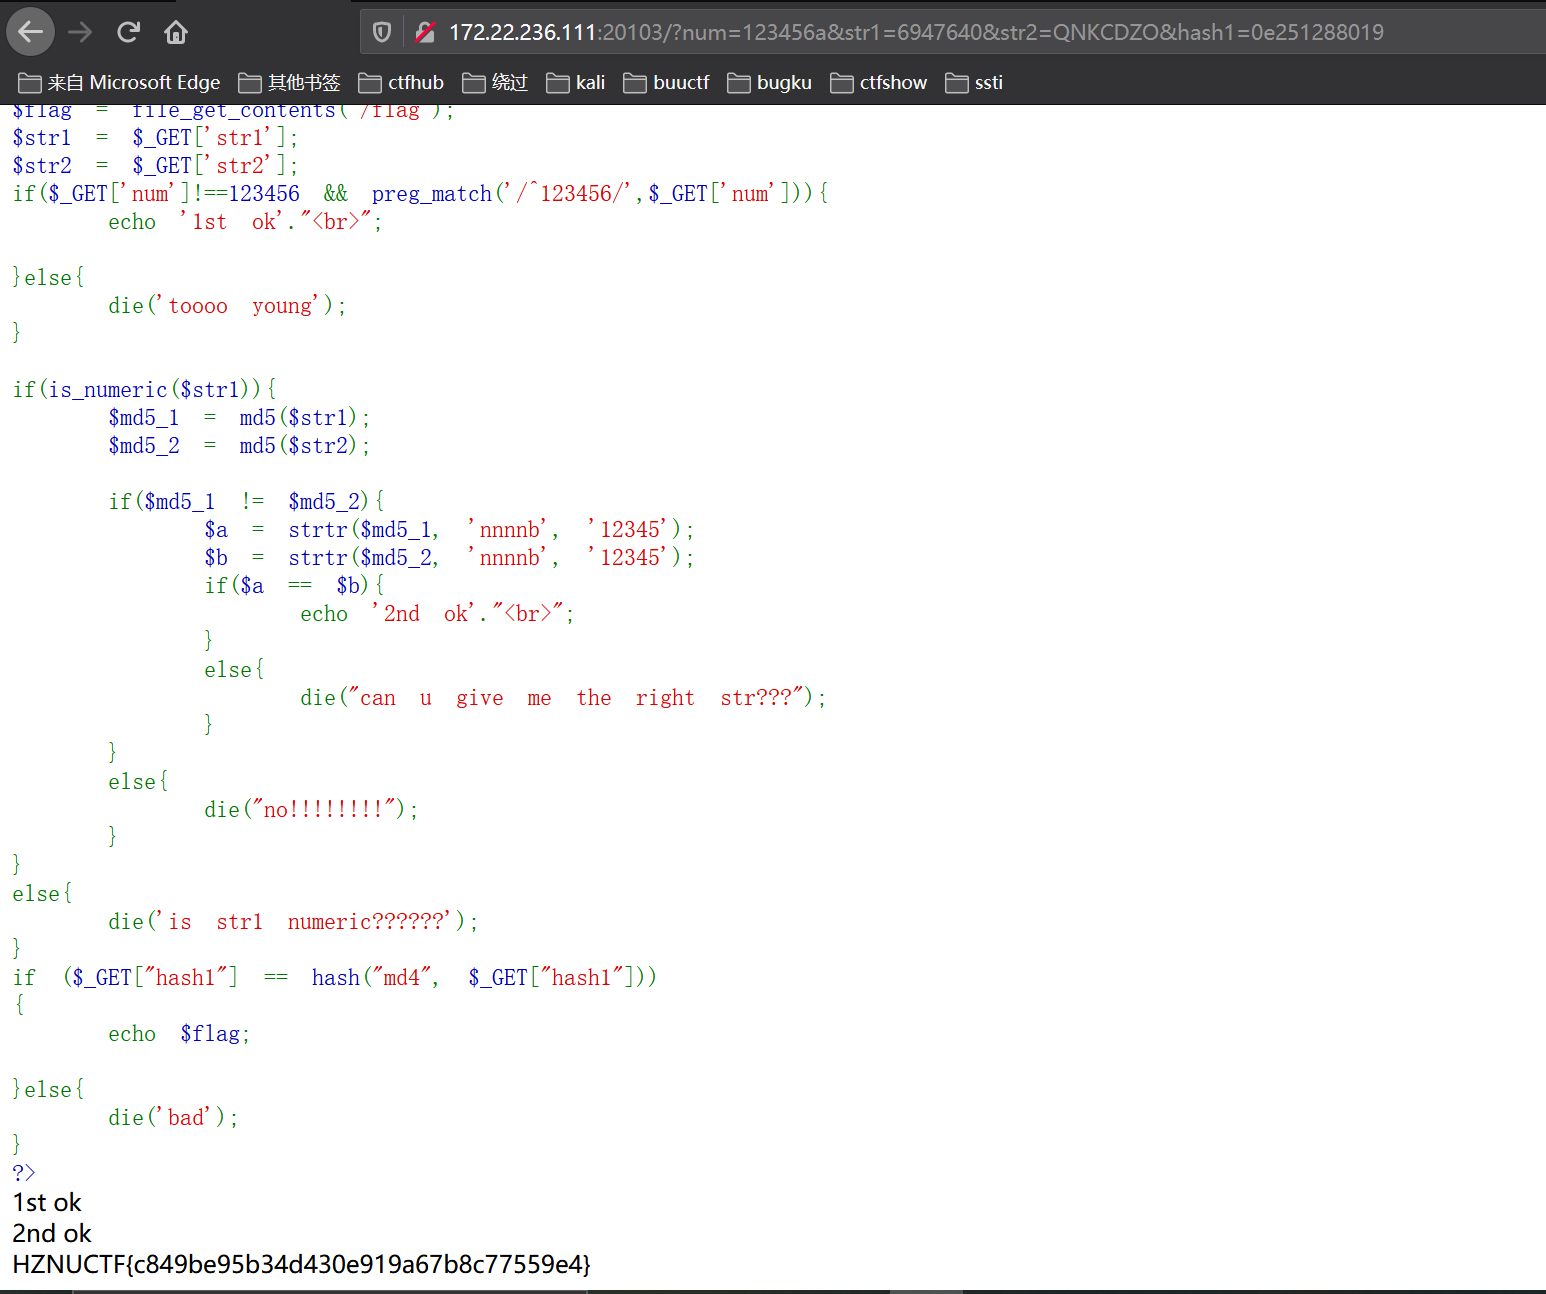 172.22.236.111:20103/?num=123456a&str1=6947640&str2=QNKCDZO&hash1=0e251288019
来自 Microsoft Edge 其他书签 ctfhub 绕过 kali buuctf bugku ctfshow ssti
$flag = file_get_contents('/flag');
$str1 = $_GET['str1'];
$str2 = $_GET['str2'];
if($_GET['num']!==123456 && preg_match('/^123456/',$_GET['num'])){
echo '1st ok'."<br>";
}else{
die('toooo young');
}
if(is_numeric($str1)){
$md5_1 = md5($str1);
$md5_2 = md5($str2);
if($md5_1 != $md5_2){
$a = strtr($md5_1, 'nnnnb', '12345');
$b = strtr($md5_2, 'nnnnb', '12345');
if($a == $b){
echo '2nd ok'."<br>";
}
else{
die("can u give me the right str???");
}
}
else{
die("no!!!!!!!!");
}
}
else{
die('is str1 numeric??????');
}
if ($_GET["hash1"] == hash("md4", $_GET["hash1"]))
{
echo $flag;
}else{
die('bad');
}
?>
1st ok
2nd ok
HZNUCTF{c849be95b34d430e919a67b8c77559e4}